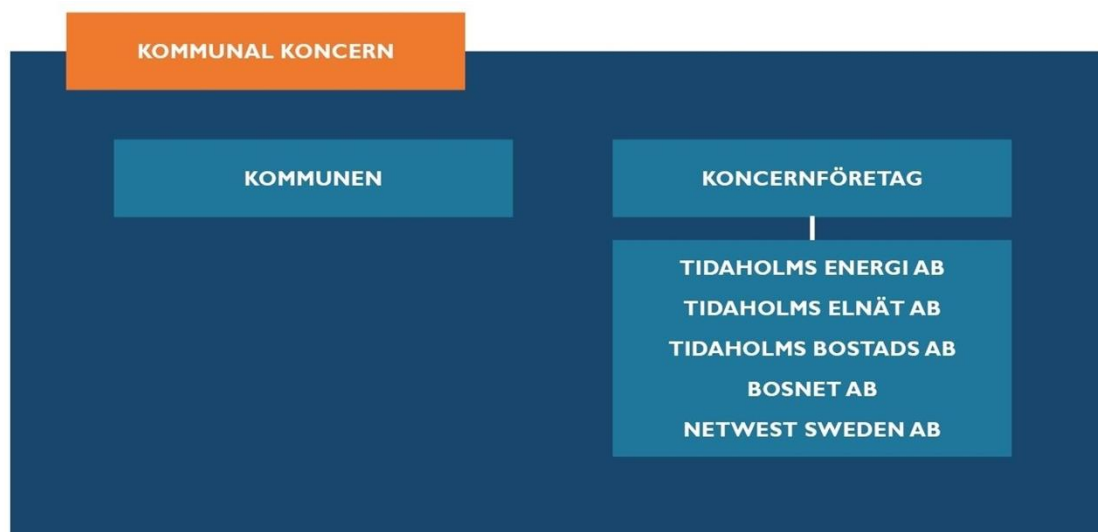 KOMMUNAL KONCERN
KOMMUNEN
KONCERNFÖRETAG
TIDAHOLMS ENERGI AB
TIDAHOLMS ELNÄT AB
TIDAHOLMS BOSTADS AB
BOSNET AB
NETWEST SWEDEN AB